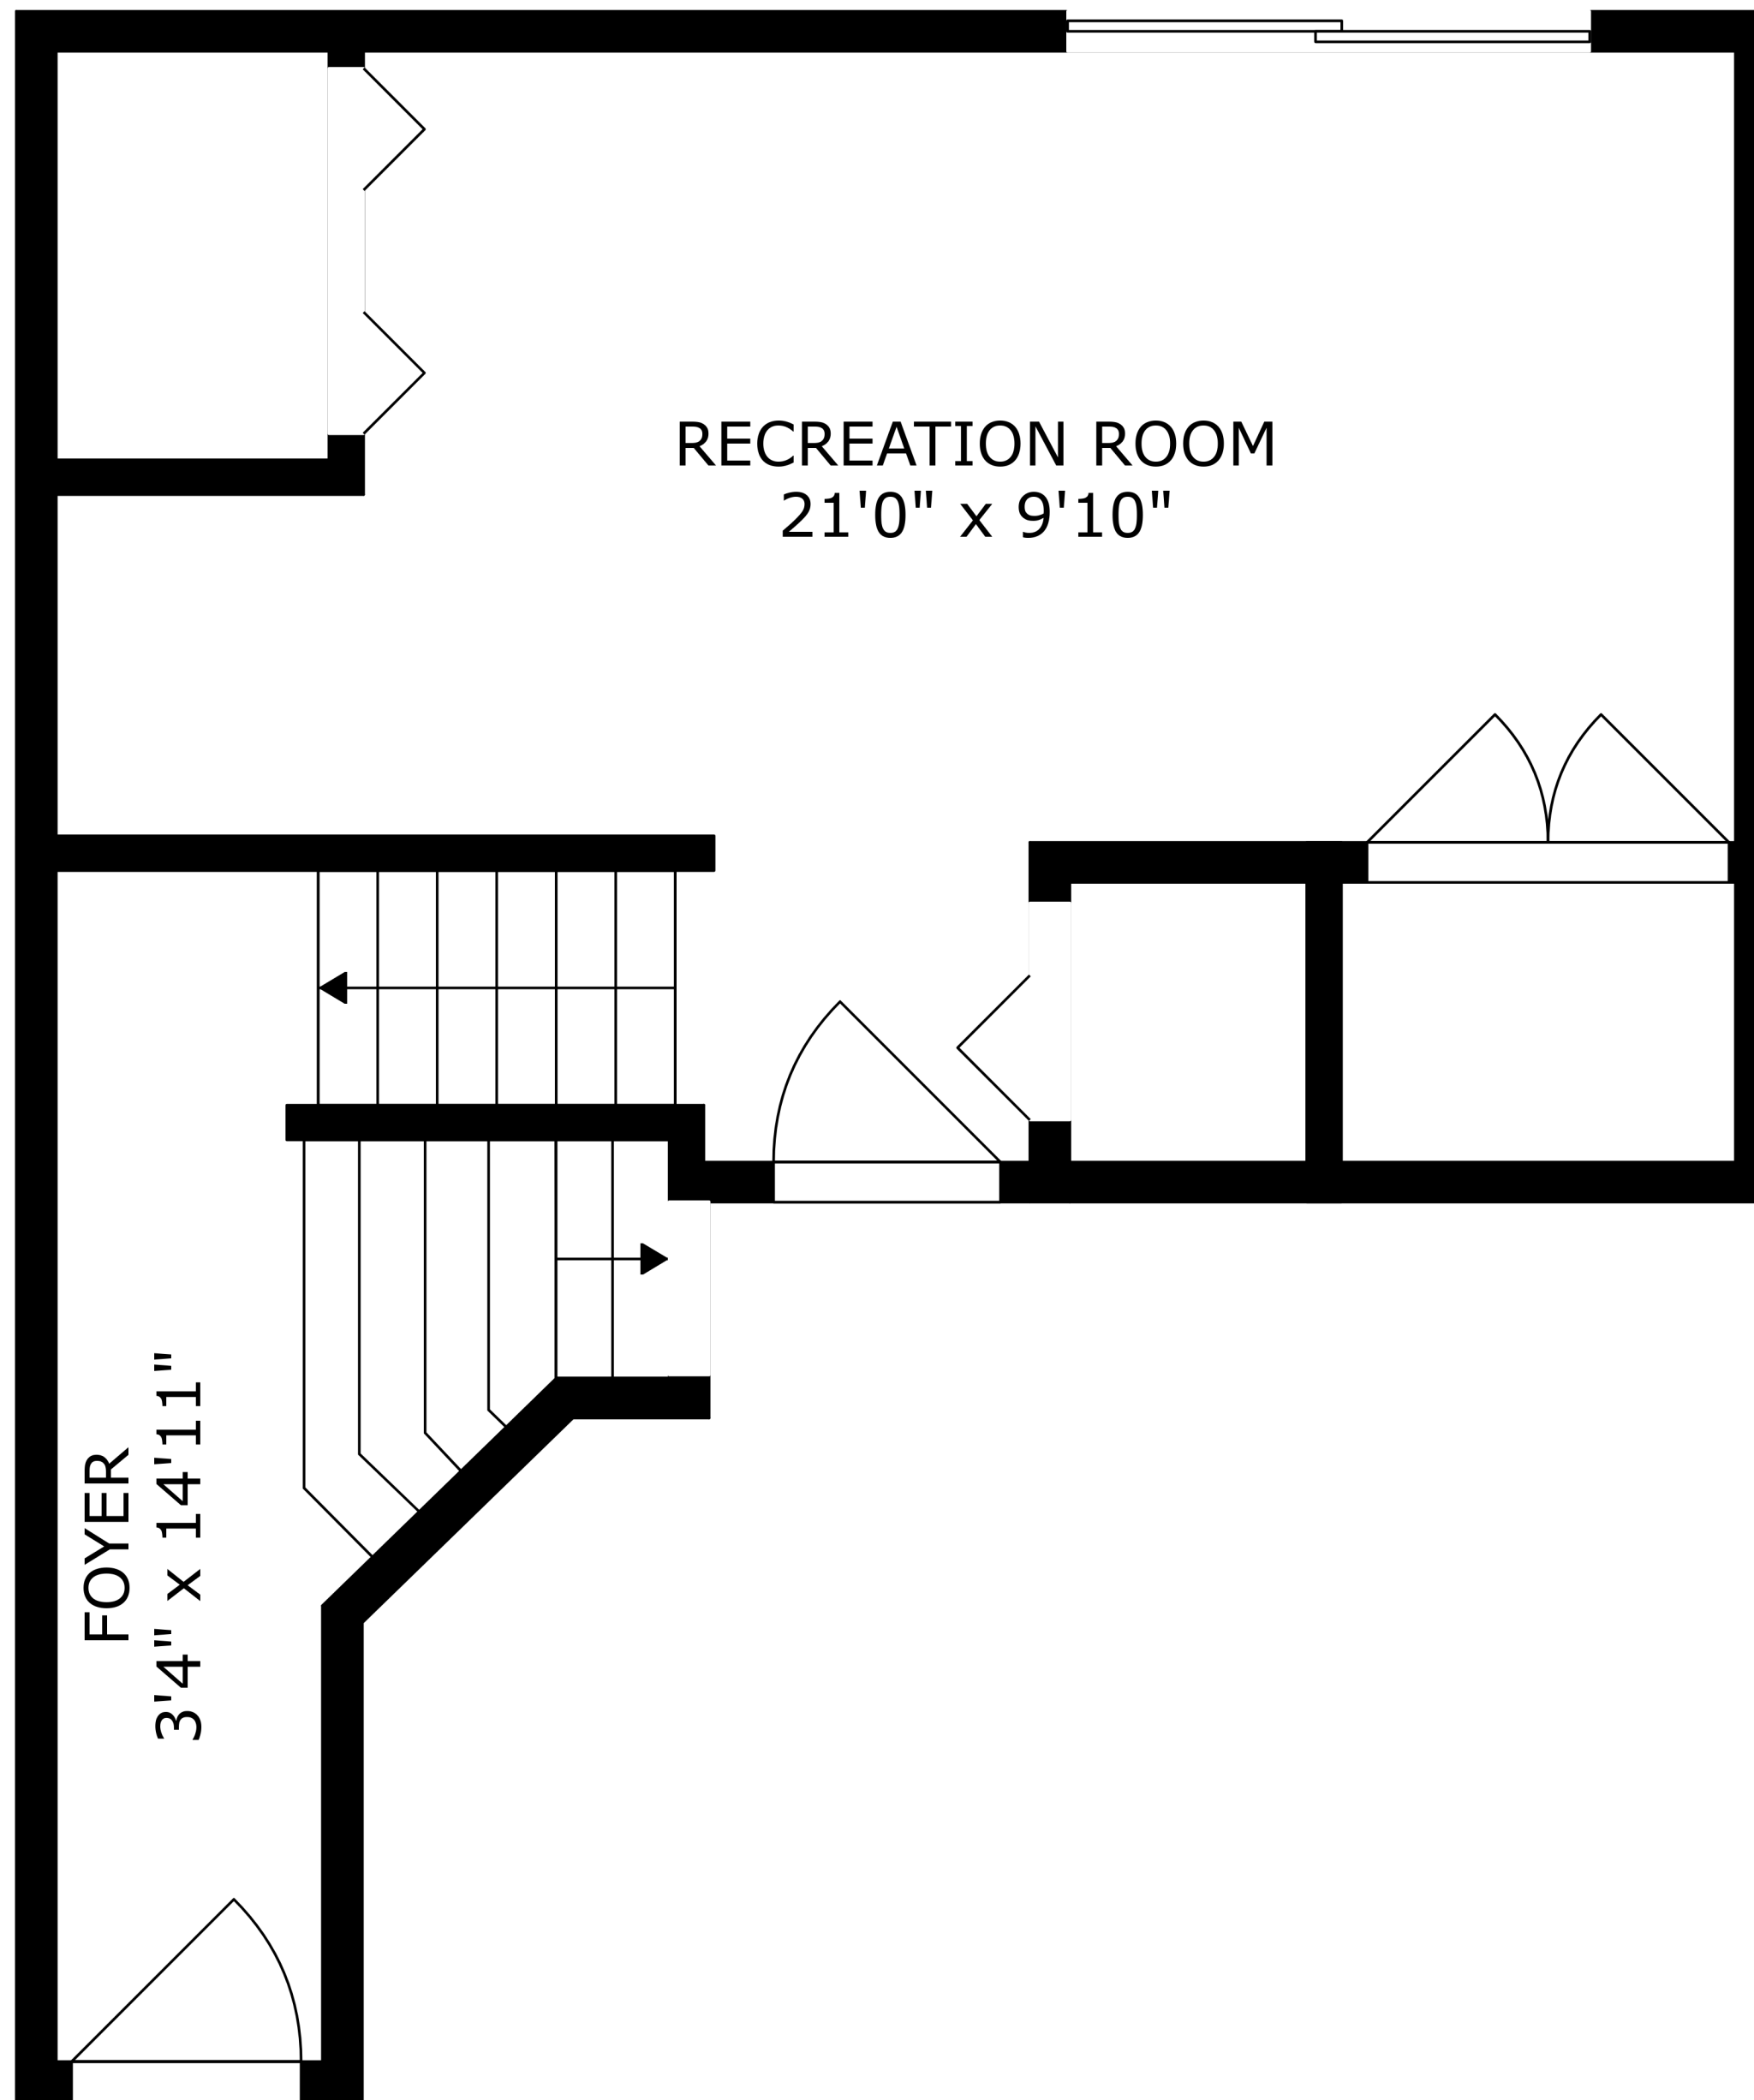 RECREATION ROOM
21'0" x 9'10"
FOYER
3'4" x 14'11"